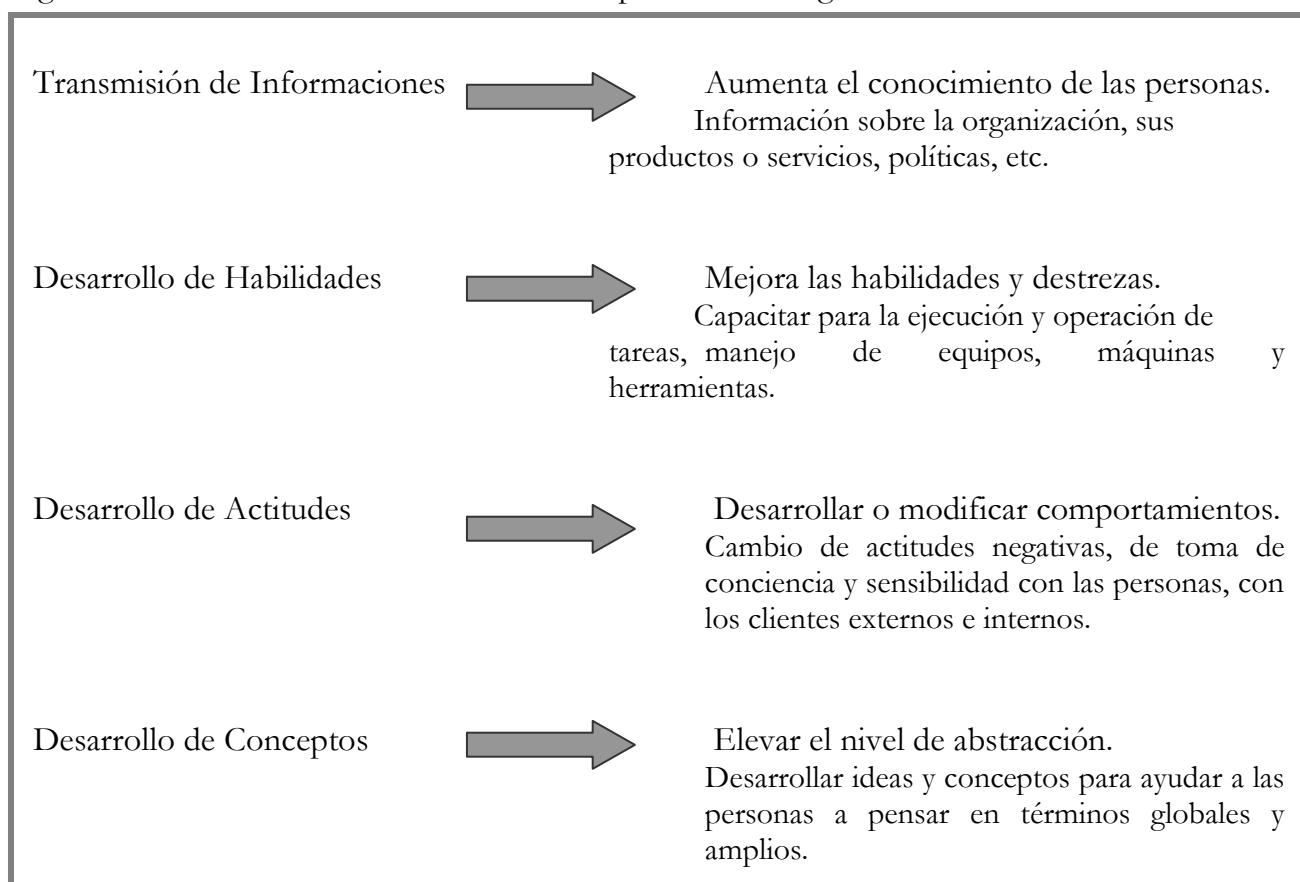 Transmisión de Informaciones
Aumenta el conocimiento de las personas.
Información sobre la organización, sus
productos o servicios, políticas, etc.
Desarrollo de Habilidades
Mejora las habilidades y destrezas.
Capacitar para la ejecución y operación de
tareas, manejo de equipos, máquinas y
herramientas.
Desarrollo de Actitudes
Desarrollar o modificar comportamientos.
Cambio de actitudes negativas, de toma de
conciencia y sensibilidad con las personas, con
los clientes externos e internos.
Desarrollo de Conceptos
Elevar el nivel de abstracción.
Desarrollar ideas y conceptos para ayudar a las
personas a pensar en términos globales y
amplios.